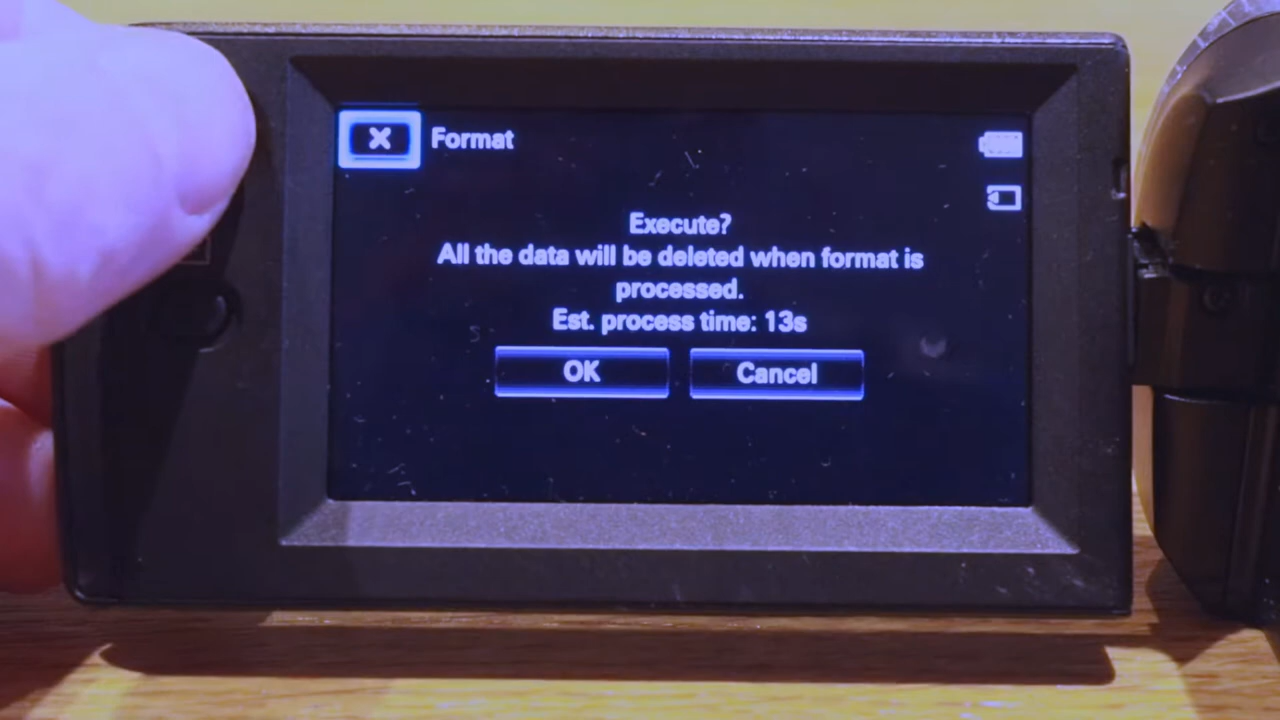 Format
Execute?
All the data will be deleted when format is
processed.
Est. process time: 13s
OK
Cancel